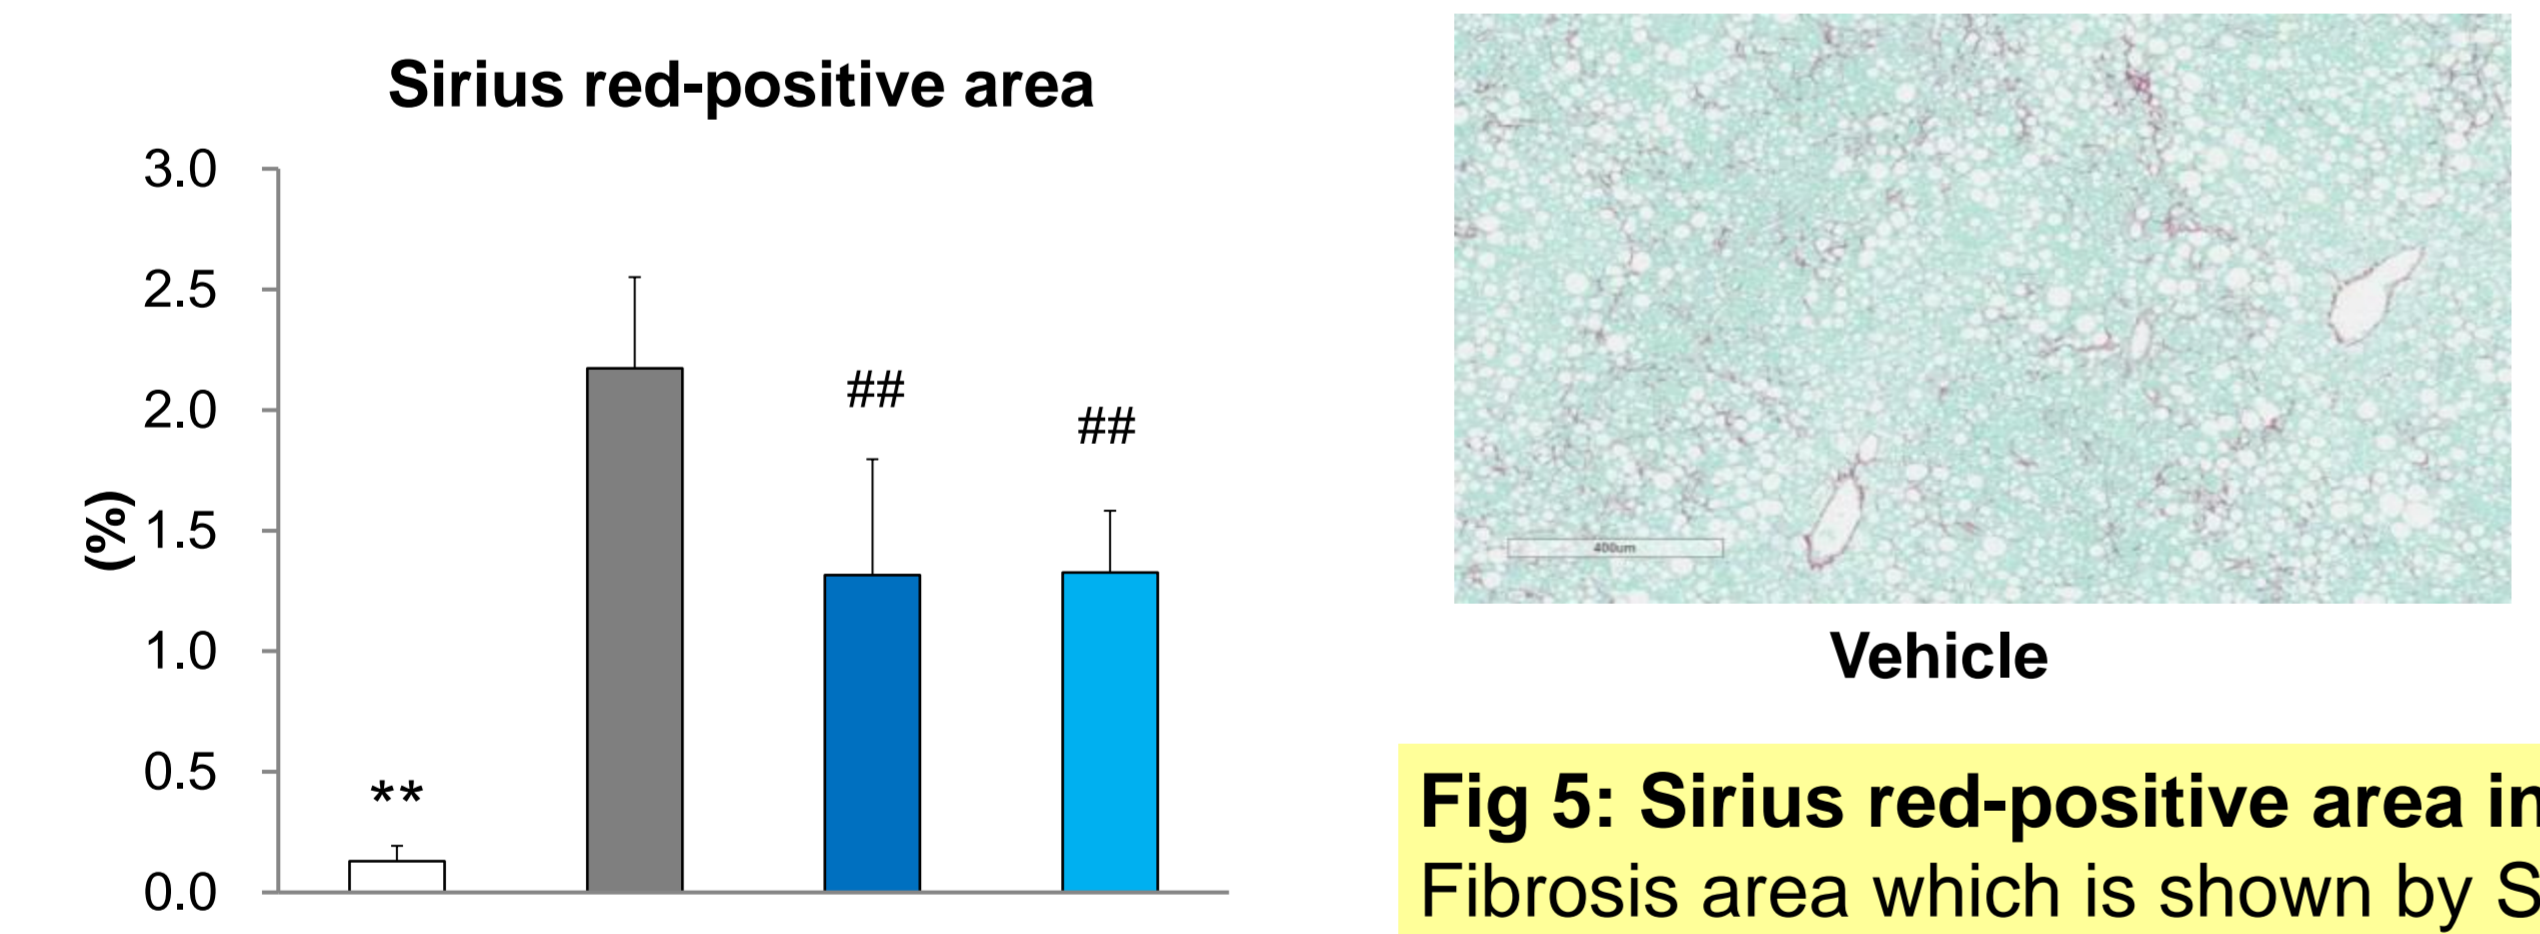 Sirius red-positive area
3.0
2.5
2.0
1.5
1.0
0.5
0.0
(%)
**
##
##
400um
Vehicle
Fig 5: Sirius red-positive area in
Fibrosis area which is shown by S